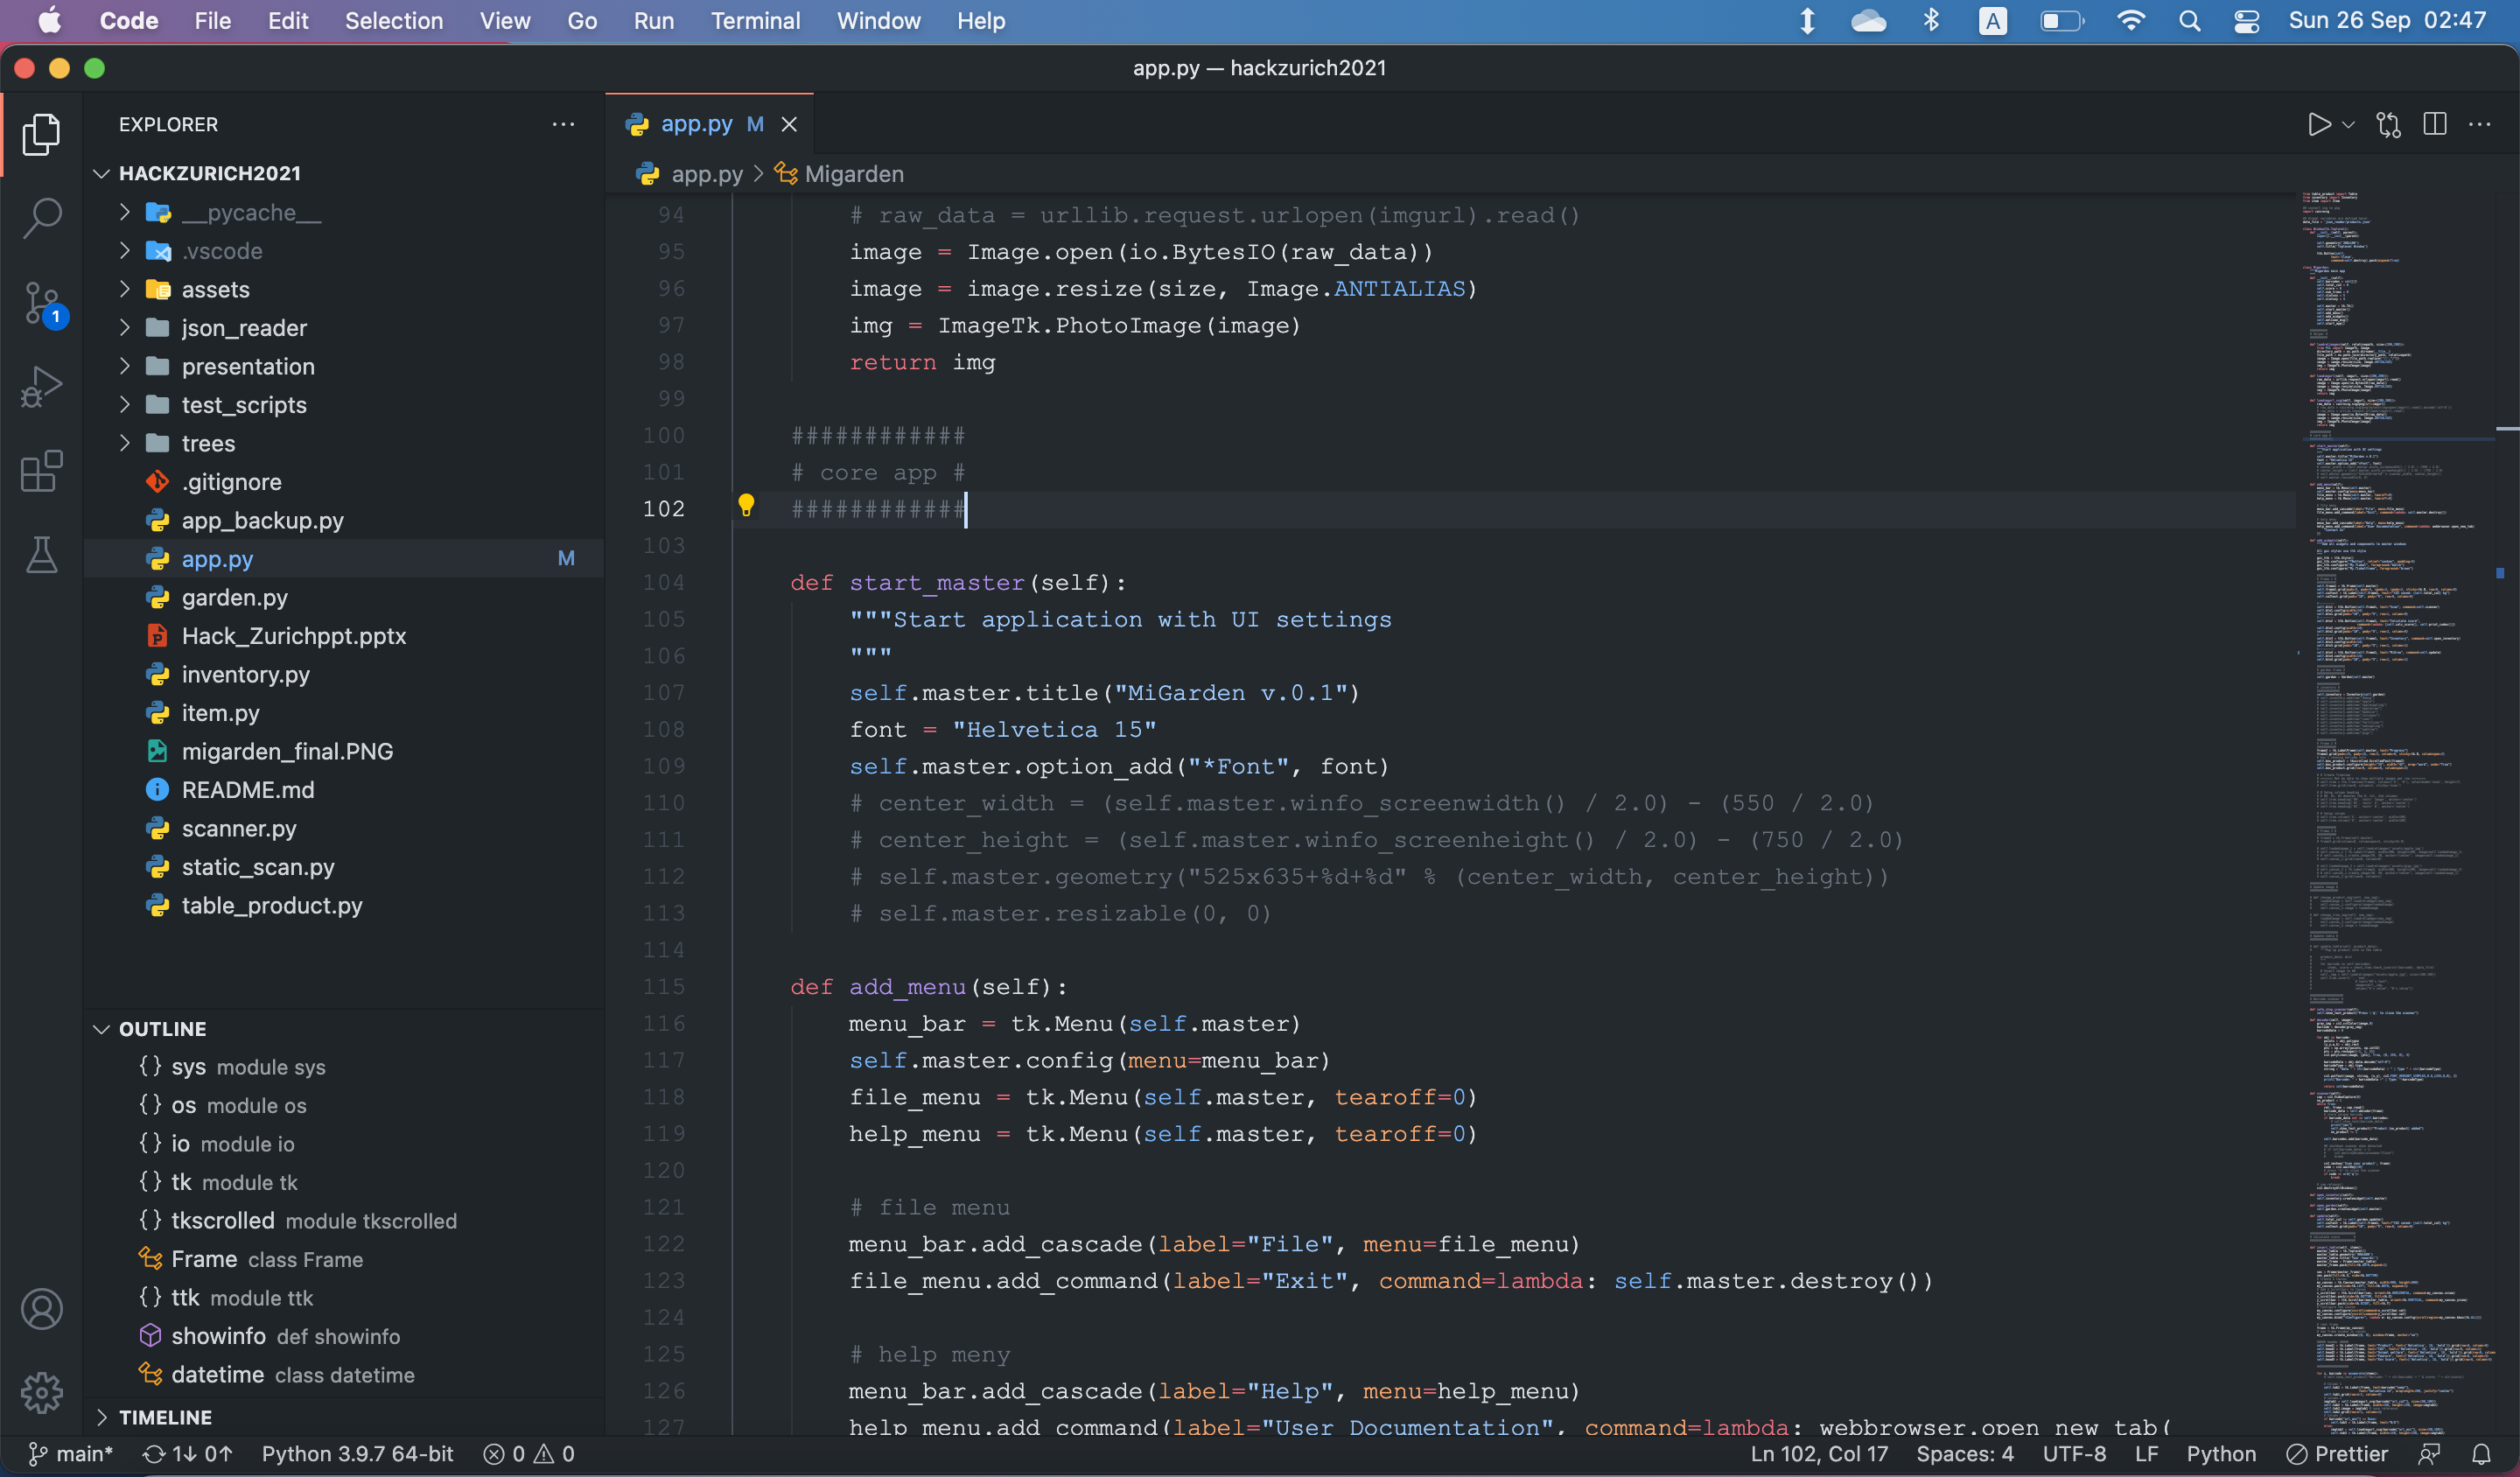 Code File Edit Selection View Go Run Terminal Window Help A Sun 26 Sep 02:47
app.py — hackzurich2021
EXPLORER
HACKZURICH2021
__pycache__
.vscode
assets
json_reader
presentation
test_scripts
trees
.gitignore
app_backup.py
app.py M
garden.py
Hack_Zurichppt.pptx
inventory.py
item.py
migarden_final.PNG
README.md
scanner.py
static_scan.py
table_product.py
1
OUTLINE
sys module sys
os module os
io module io
tk module tk
tkscrolled module tkscrolled
Frame class Frame
ttk module ttk
showinfo def showinfo
datetime class datetime
TIMELINE
app.py M
app.py > Migarden
94 # raw_data = urllib.request.urlopen(imgurl).read()
95 image = Image.open(io.BytesIO(raw_data))
96 image = image.resize(size, Image.ANTIALIAS)
97 img = ImageTk.PhotoImage(image)
98 return img
99
100 ############
101 # core app #
102 ############
103
104 def start_master(self):
105 """Start application with UI settings
106 """
107 self.master.title("MiGarden v.0.1")
108 font = "Helvetica 15"
109 self.master.option_add("*Font", font)
110 # center_width = (self.master.winfo_screenwidth() / 2.0) - (550 / 2.0)
111 # center_height = (self.master.winfo_screenheight() / 2.0) - (750 / 2.0)
112 # self.master.geometry("525x635+%d+%d" % (center_width, center_height))
113 # self.master.resizable(0, 0)
114
115 def add_menu(self):
116 menu_bar = tk.Menu(self.master)
117 self.master.config(menu=menu_bar)
118 file_menu = tk.Menu(self.master, tearoff=0)
119 help_menu = tk.Menu(self.master, tearoff=0)
120
121 # file menu
122 menu_bar.add_cascade(label="File", menu=file_menu)
123 file_menu.add_command(label="Exit", command=lambda: self.master.destroy())
124
125 # help meny
126 menu_bar.add_cascade(label="Help", menu=help_menu)
127 help_menu.add_command(label="User Documentation", command=lambda: webbrowser.open_new_tab(
main* 1↓ 0↑ Python 3.9.7 64-bit 0 0 Ln 102, Col 17 Spaces: 4 UTF-8 LF Python Prettier